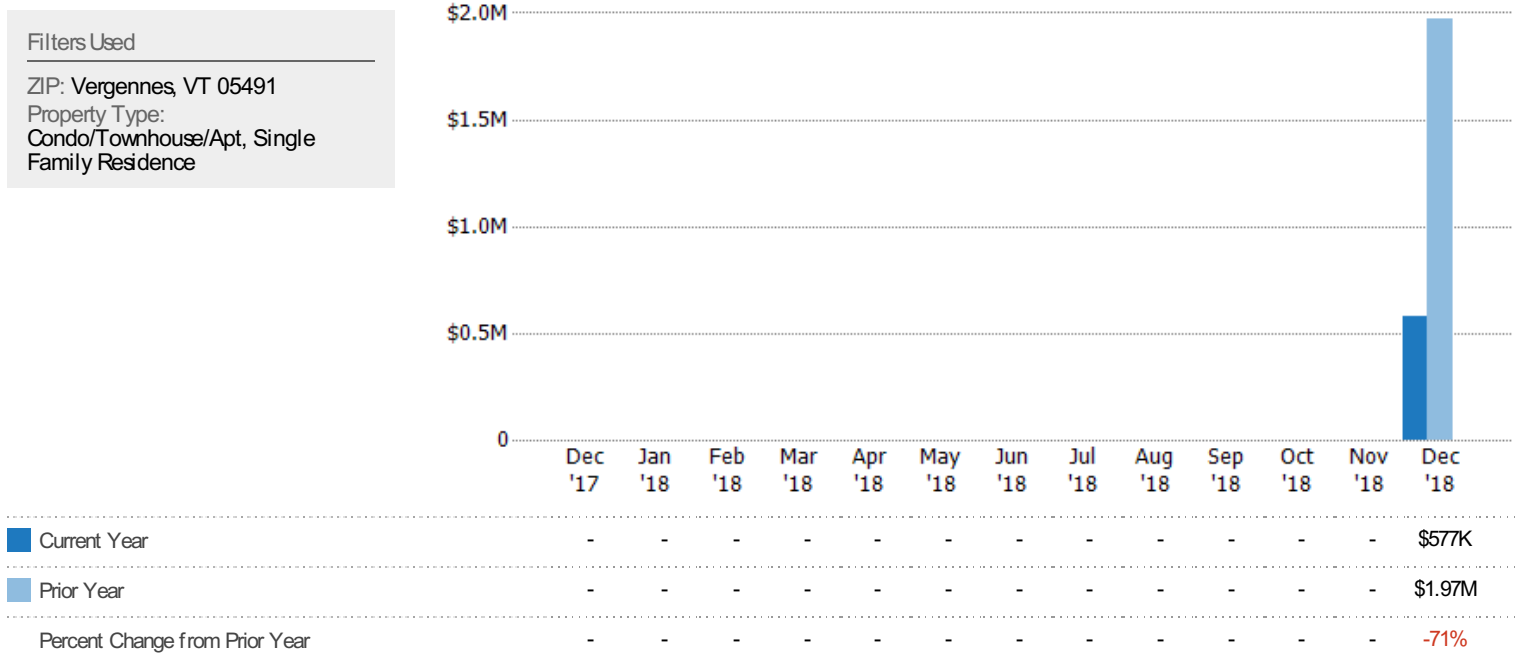 Filters Used
ZIP: Vergennes, VT 05491
Property Type:
Condo/Townhouse/Apt, Single
Family Residence
$2.0M
$1.5M
$1.0M
$0.5M
0
Dec Jan Feb Mar Apr May Jun Jul Aug Sep Oct Nov Dec
'17 '18 '18 '18 '18 '18 '18 '18 '18 '18 '18 '18 '18
Current Year - - - - - - - - - - - - $577K
Prior Year - - - - - - - - - - - - $1.97M
Percent Change from Prior Year - - - - - - - - - - - - -71%